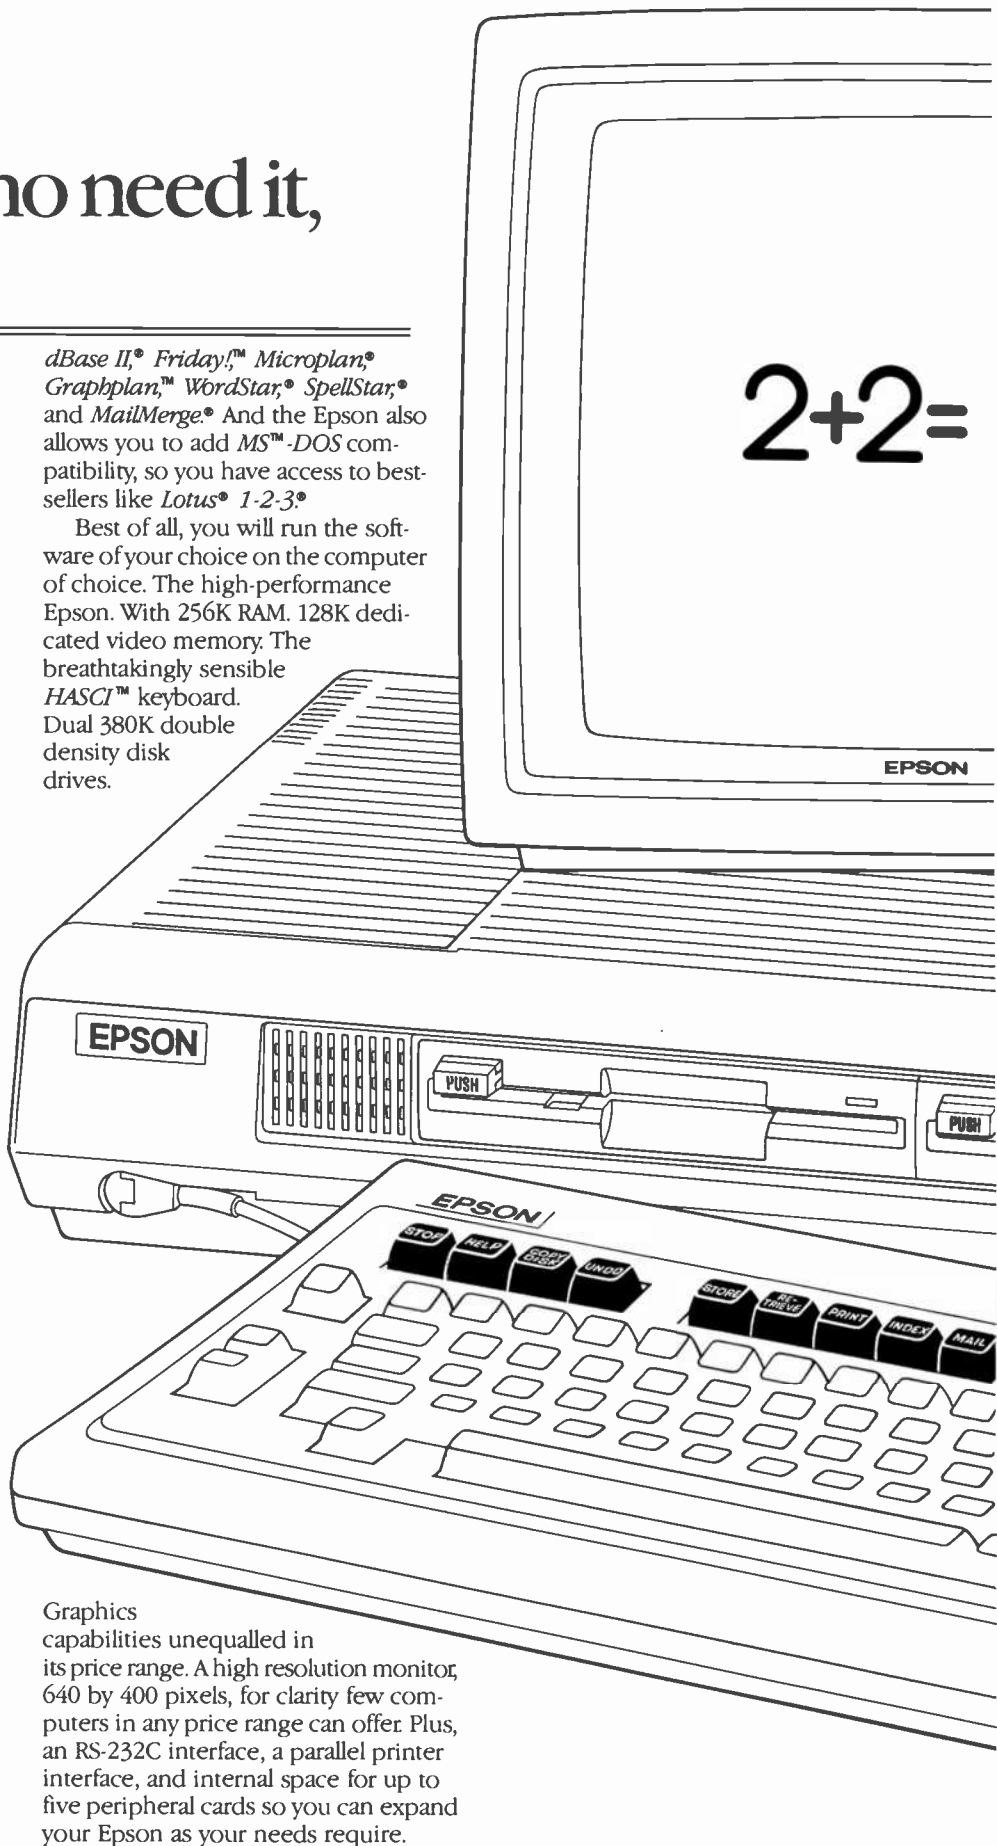 no need it,
dBase II,® Friday!,™ Microplan,®
Graphplan,™ WordStar,® SpellStar,®
and MailMerge.® And the Epson also
allows you to add MS™-DOS com-
patibility, so you have access to best-
sellers like Lotus® 1-2-3.®
Best of all, you will run the soft-
ware of your choice on the computer
of choice. The high-performance
Epson. With 256K RAM. 128K dedi-
cated video memory. The
breathtakingly sensible
HASCI™ keyboard.
Dual 380K double
density disk
drives.
2+2=
EPSON
EPSON
PUSH
PUSH
EPSON
STOP
HELP
COPY
DISK
UNDO
STORE
RE-
TRIEVE
PRINT
INDEX
MAIL
Graphics
capabilities unequalled in
its price range. A high resolution monitor,
640 by 400 pixels, for clarity few com-
puters in any price range can offer. Plus,
an RS-232C interface, a parallel printer
interface, and internal space for up to
five peripheral cards so you can expand
your Epson as your needs require.